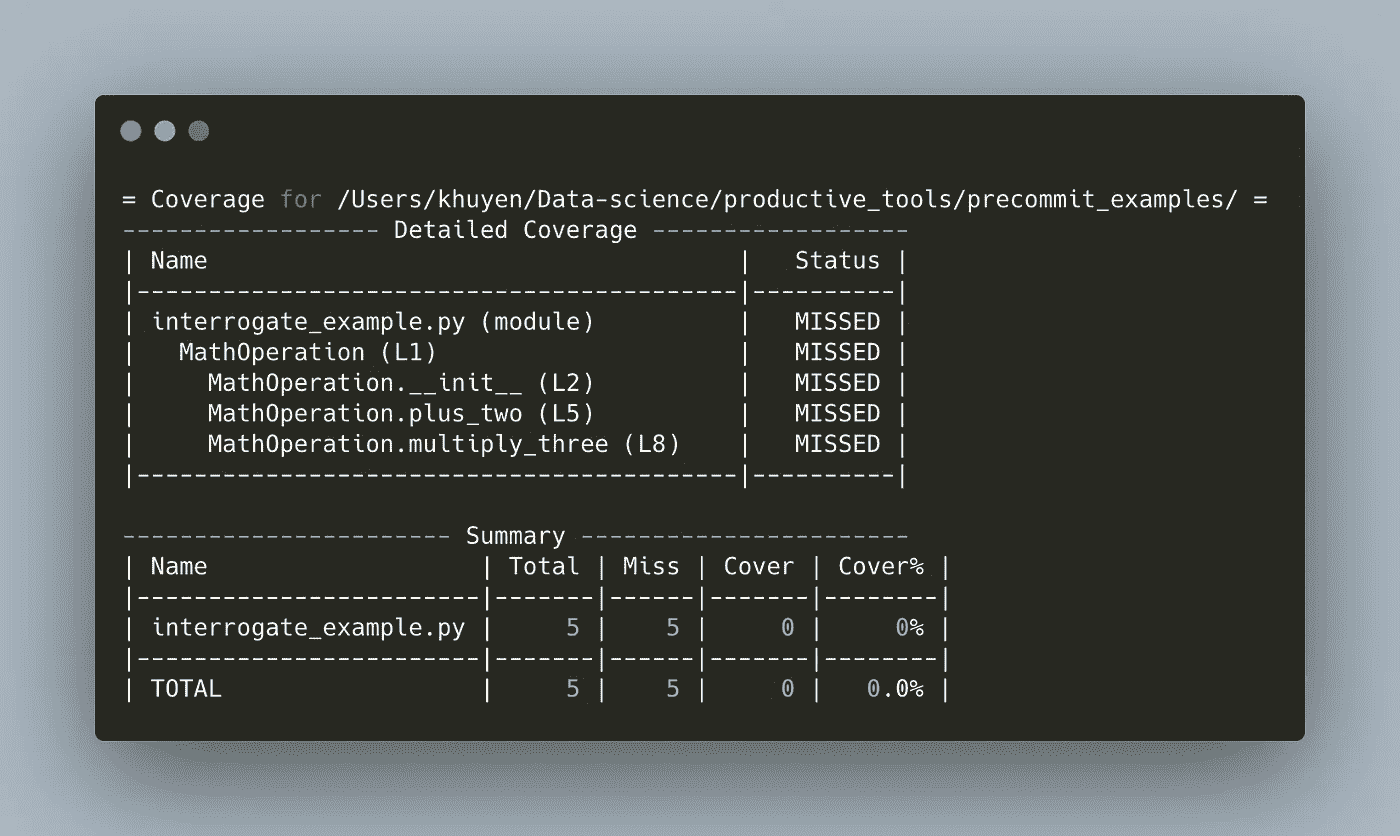 = Coverage for /Users/khuyen/Data-science/productive_tools/precommit_examples/ =
------------------ Detailed Coverage ------------------
| Name                                     |   Status |
|------------------------------------------|----------|
| interrogate_example.py (module)          |   MISSED |
|   MathOperation (L1)                     |   MISSED |
|     MathOperation.__init__ (L2)          |   MISSED |
|     MathOperation.plus_two (L5)          |   MISSED |
|     MathOperation.multiply_three (L8)    |   MISSED |
|------------------------------------------|----------|
----------------------- Summary -----------------------
| Name                   | Total | Miss | Cover | Cover% |
|------------------------|-------|------|-------|--------|
| interrogate_example.py |     5 |    5 |     0 |     0% |
|------------------------|-------|------|-------|--------|
| TOTAL                  |     5 |    5 |     0 |   0.0% |